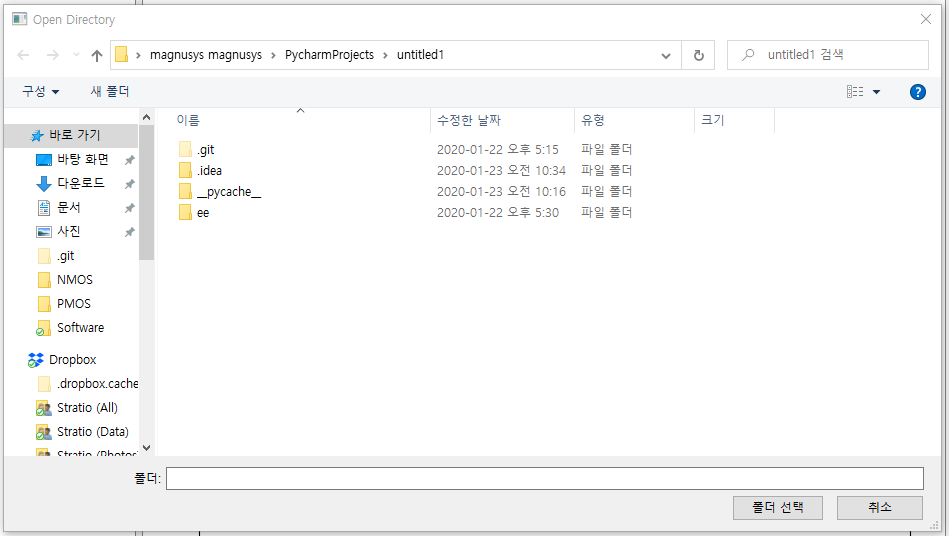 Open Directory
magnusys magnusys > PycharmProjects > untitled1
untitled1 검색
구성 새 폴더
이름 수정한 날짜 유형 크기
바로 가기
바탕 화면
다운로드
문서
사진
.git
NMOS
PMOS
Software
Dropbox
.dropbox.cache
Stratio (All)
Stratio (Data)
Stratio (Photos
.git 2020-01-22 오후 5:15 파일 폴더
.idea 2020-01-23 오전 10:34 파일 폴더
__pycache__ 2020-01-23 오전 10:16 파일 폴더
ee 2020-01-22 오후 5:30 파일 폴더
폴더:
폴더 선택 취소